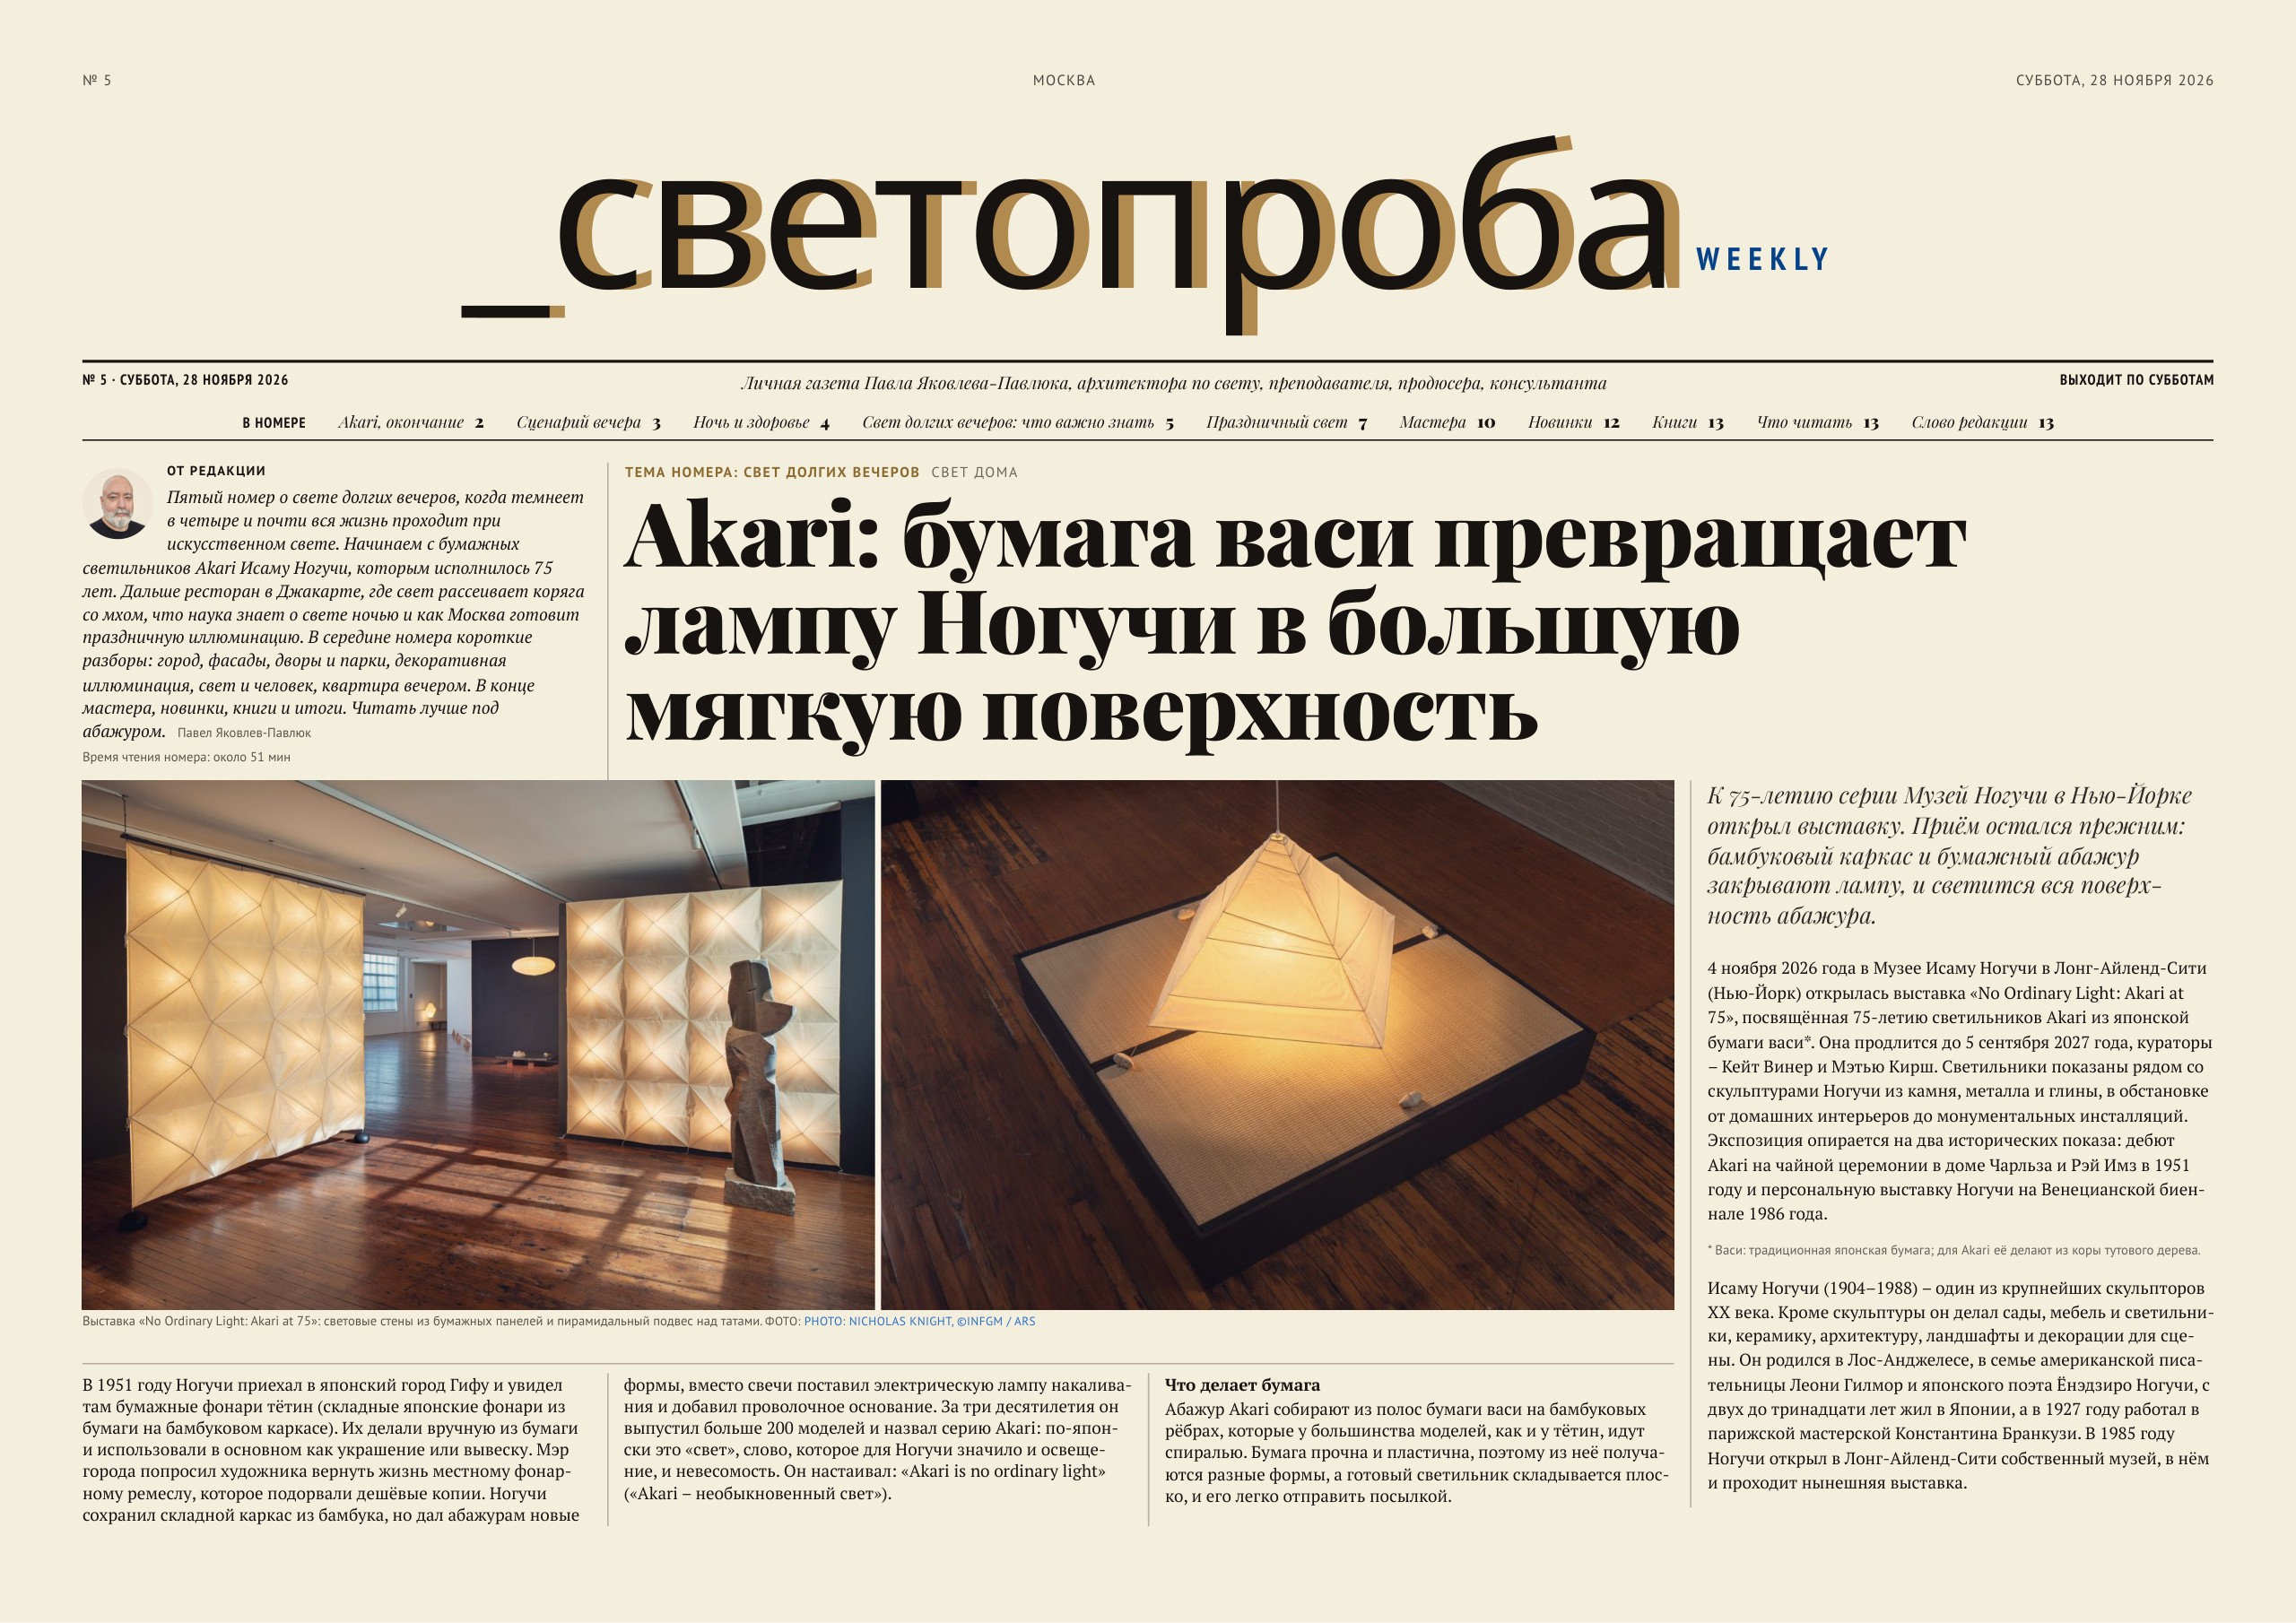 № 5
МОСКВА
СУББОТА, 28 НОЯБРЯ 2026
_светопроба
WEEKLY
№ 5 · СУББОТА, 28 НОЯБРЯ 2026
Личная газета Павла Яковлева-Павлюка, архитектора по свету, преподавателя, продюсера, консультанта
ВЫХОДИТ ПО СУББОТАМ
В НОМЕРЕ Akari, окончание 2 Сценарий вечера 3 Ночь и здоровье 4 Свет долгих вечеров: что важно знать 5 Праздничный свет 7 Мастера 10 Новинки 12 Книги 13 Что читать 13 Слово редакции 13
ОТ РЕДАКЦИИ
Пятый номер о свете долгих вечеров, когда темнеет
в четыре и почти вся жизнь проходит при
искусственном свете. Начинаем с бумажных
светильников Akari Исаму Ногучи, которым исполнилось 75
лет. Дальше ресторан в Джакарте, где свет рассеивает коряга
со мхом, что наука знает о свете ночью и как Москва готовит
праздничную иллюминацию. В середине номера короткие
разборы: город, фасады, дворы и парки, декоративная
иллюминация, свет и человек, квартира вечером. В конце
мастера, новинки, книги и итоги. Читать лучше под
абажуром. Павел Яковлев-Павлюк
Время чтения номера: около 51 мин
ТЕМА НОМЕРА: СВЕТ ДОЛГИХ ВЕЧЕРОВ СВЕТ ДОМА
Akari: бумага васи превращает
лампу Ногучи в большую
мягкую поверхность
Выставка «No Ordinary Light: Akari at 75»: световые стены из бумажных панелей и пирамидальный подвес над татами. ФОТО: PHOTO: NICHOLAS KNIGHT, ©INFGM / ARS
К 75-летию серии Музей Ногучи в Нью-Йорке
открыл выставку. Приём остался прежним:
бамбуковый каркас и бумажный абажур
закрывают лампу, и светится вся поверх-
ность абажура.
4 ноября 2026 года в Музее Исаму Ногучи в Лонг-Айленд-Сити
(Нью-Йорк) открылась выставка «No Ordinary Light: Akari at
75», посвящённая 75-летию светильников Akari из японской
бумаги васи*. Она продлится до 5 сентября 2027 года, кураторы
– Кейт Винер и Мэтью Кирш. Светильники показаны рядом со
скульптурами Ногучи из камня, металла и глины, в обстановке
от домашних интерьеров до монументальных инсталляций.
Экспозиция опирается на два исторических показа: дебют
Akari на чайной церемонии в доме Чарльза и Рэй Имз в 1951
году и персональную выставку Ногучи на Венецианской биен-
нале 1986 года.
* Васи: традиционная японская бумага; для Akari её делают из коры тутового дерева.
Исаму Ногучи (1904–1988) – один из крупнейших скульпторов
XX века. Кроме скульптуры он делал сады, мебель и светильни-
ки, керамику, архитектуру, ландшафты и декорации для сце-
ны. Он родился в Лос-Анджелесе, в семье американской писа-
тельницы Леони Гилмор и японского поэта Ёнэдзиро Ногучи, с
двух до тринадцати лет жил в Японии, а в 1927 году работал в
парижской мастерской Константина Бранкузи. В 1985 году
Ногучи открыл в Лонг-Айленд-Сити собственный музей, в нём
и проходит нынешняя выставка.
В 1951 году Ногучи приехал в японский город Гифу и увидел
там бумажные фонари тётин (складные японские фонари из
бумаги на бамбуковом каркасе). Их делали вручную из бумаги
и использовали в основном как украшение или вывеску. Мэр
города попросил художника вернуть жизнь местному фонар-
ному ремеслу, которое подорвали дешёвые копии. Ногучи
сохранил складной каркас из бамбука, но дал абажурам новые
формы, вместо свечи поставил электрическую лампу накалива-
ния и добавил проволочное основание. За три десятилетия он
выпустил больше 200 моделей и назвал серию Akari: по-япон-
ски это «свет», слово, которое для Ногучи значило и освеще-
ние, и невесомость. Он настаивал: «Akari is no ordinary light»
(«Akari – необыкновенный свет»).
Что делает бумага
Абажур Akari собирают из полос бумаги васи на бамбуковых
рёбрах, которые у большинства моделей, как и у тётин, идут
спиралью. Бумага прочна и пластична, поэтому из неё получа-
ются разные формы, а готовый светильник складывается плос-
ко, и его легко отправить посылкой.